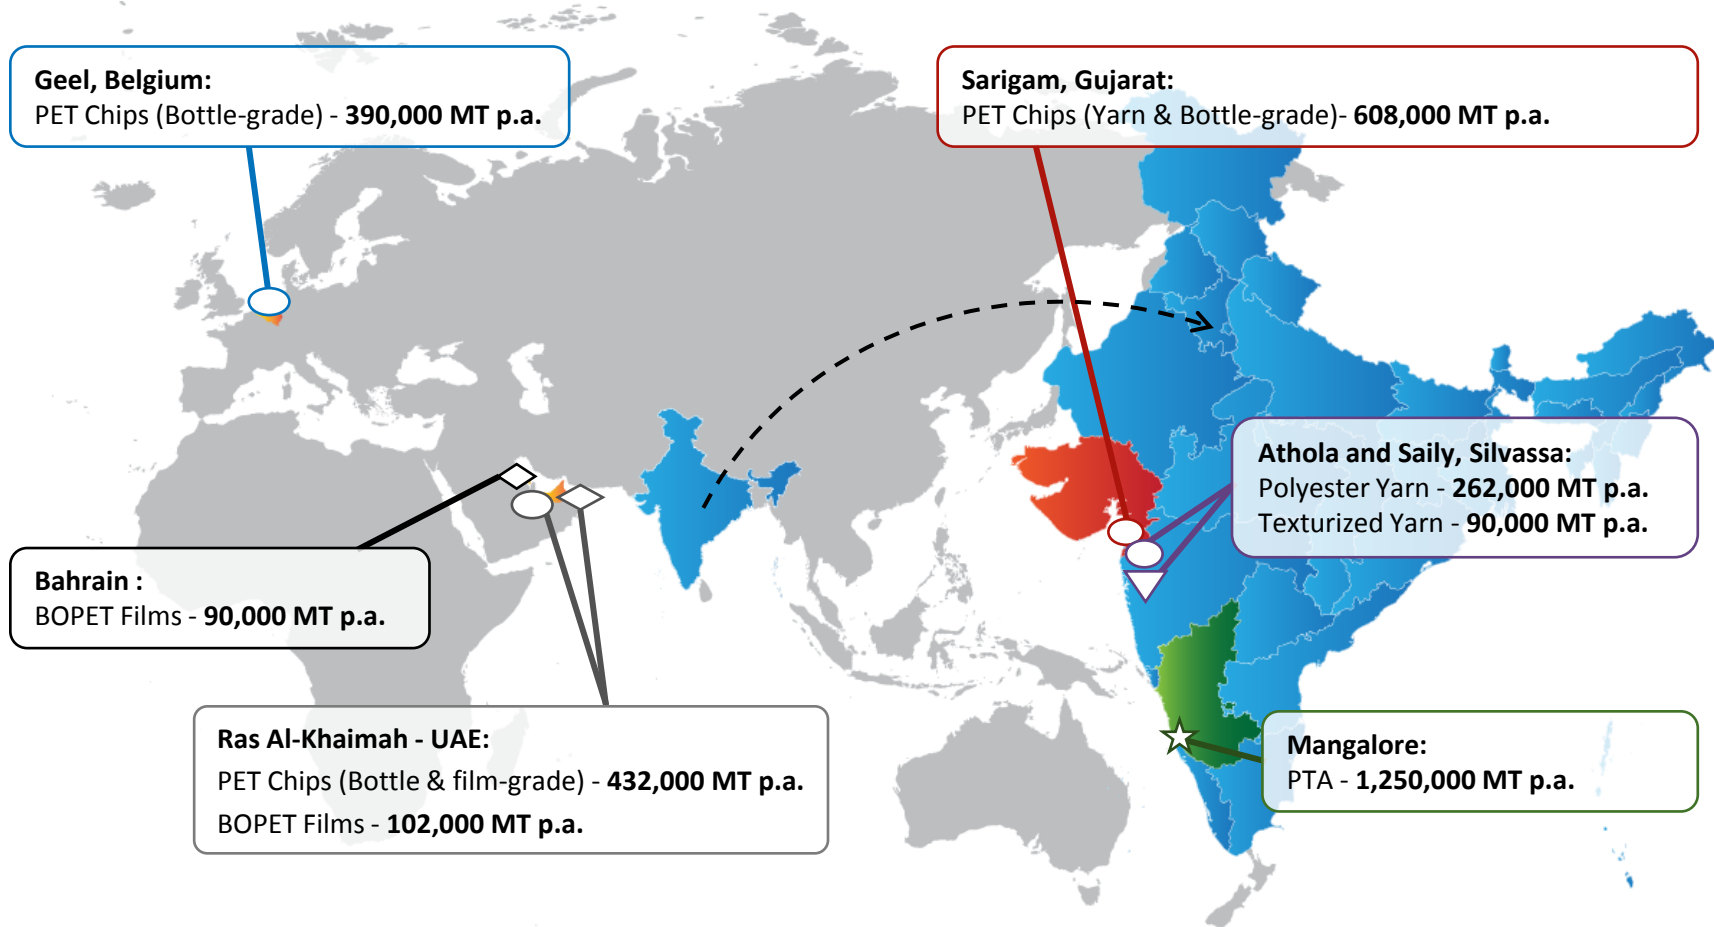 Geel, Belgium:
PET Chips (Bottle-grade) - 390,000 MT p.a.
Sarigam, Gujarat:
PET Chips (Yarn & Bottle-grade)- 608,000 MT p.a.
Athola and Saily, Silvassa:
Polyester Yarn - 262,000 MT p.a.
Texturized Yarn - 90,000 MT p.a.
Bahrain :
BOPET Films - 90,000 MT p.a.
Ras Al-Khaimah - UAE:
PET Chips (Bottle & film-grade) - 432,000 MT p.a.
BOPET Films - 102,000 MT p.a.
Mangalore:
PTA - 1,250,000 MT p.a.